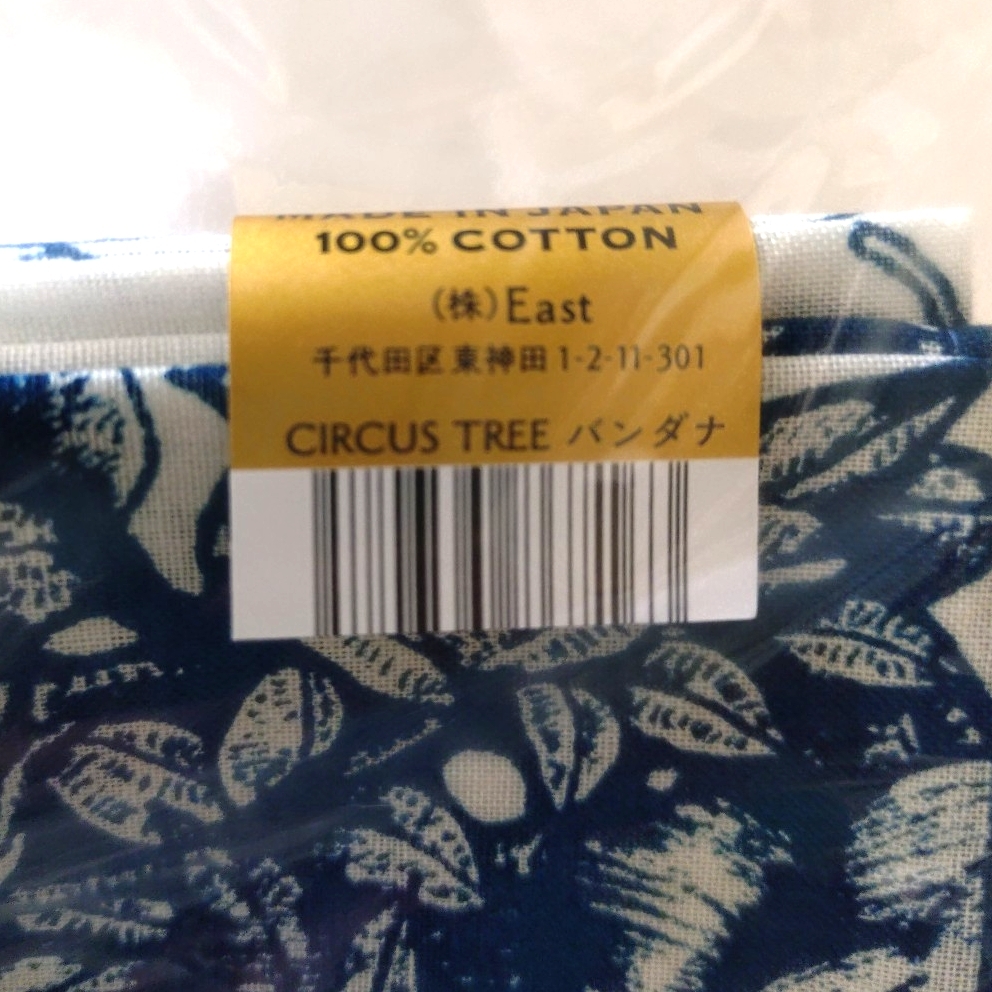 MADE IN JAPAN
100% COTTON
(株)East
千代田区東神田1-2-11-301
CIRCUS TREE バンダナ